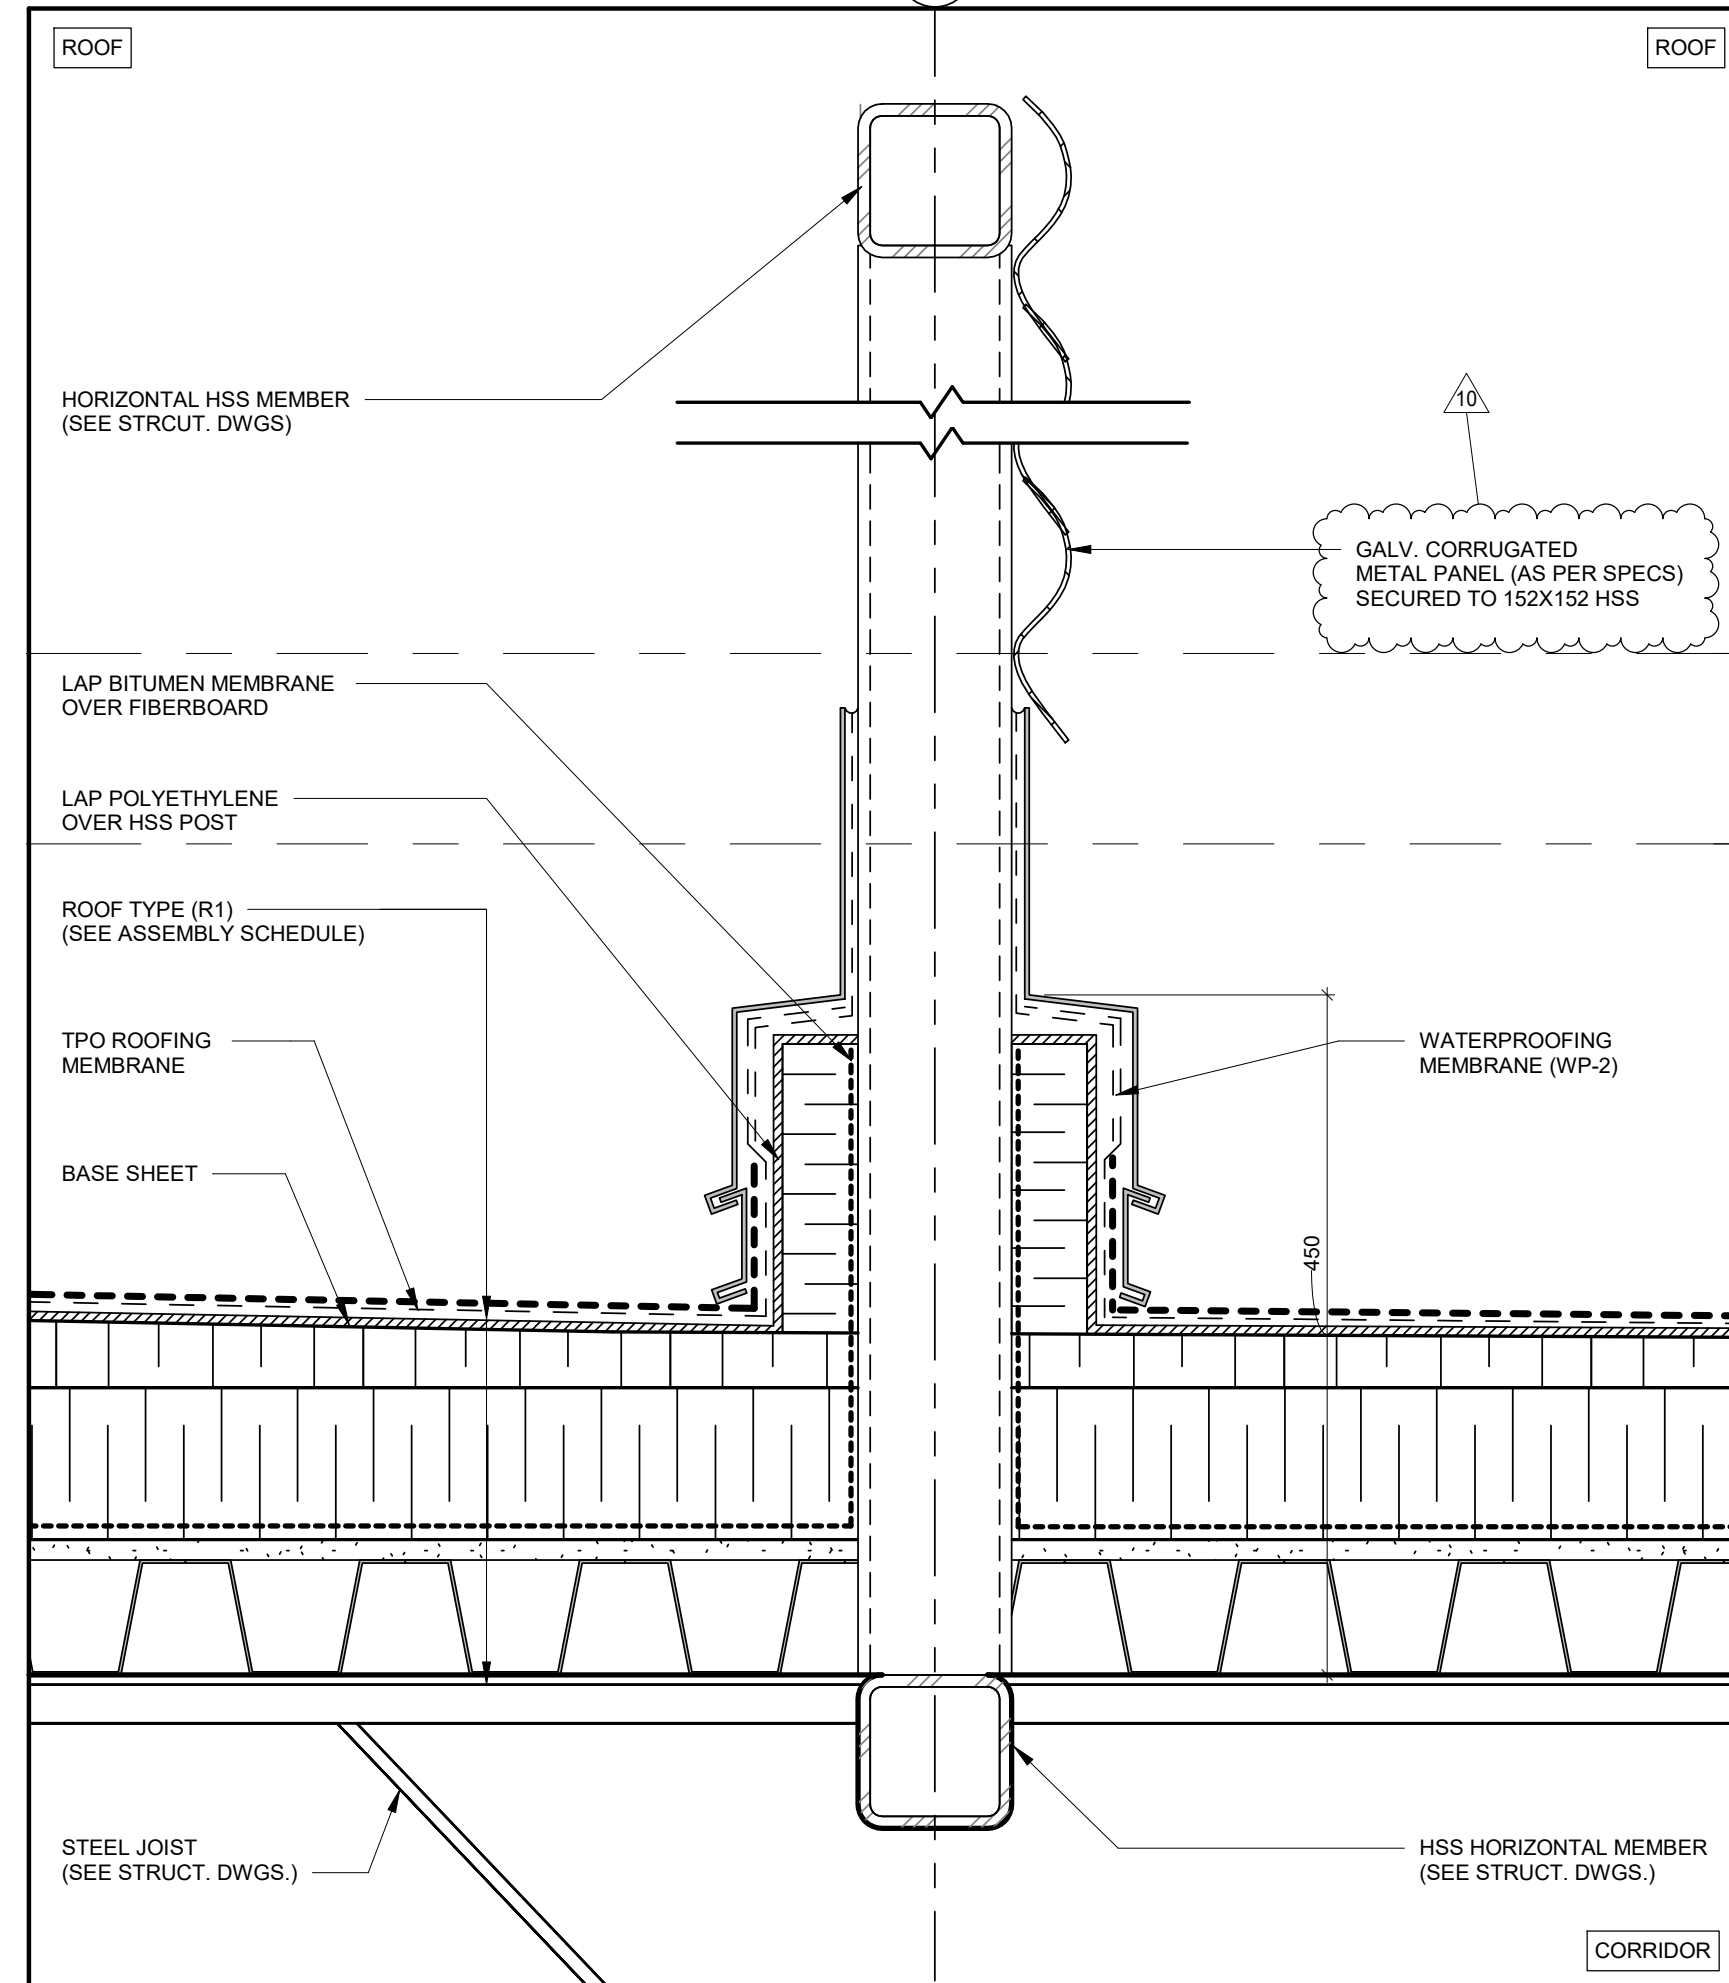 ROOF
ROOF
HORIZONTAL HSS MEMBER
(SEE STRCUT. DWGS)
10
GALV. CORRUGATED
METAL PANEL (AS PER SPECS)
SECURED TO 152X152 HSS
LAP BITUMEN MEMBRANE
OVER FIBERBOARD
LAP POLYETHYLENE
OVER HSS POST
ROOF TYPE (R1)
(SEE ASSEMBLY SCHEDULE)
TPO ROOFING
MEMBRANE
WATERPROOFING
MEMBRANE (WP-2)
BASE SHEET
450
STEEL JOIST
(SEE STRUCT. DWGS.)
HSS HORIZONTAL MEMBER
(SEE STRUCT. DWGS.)
CORRIDOR